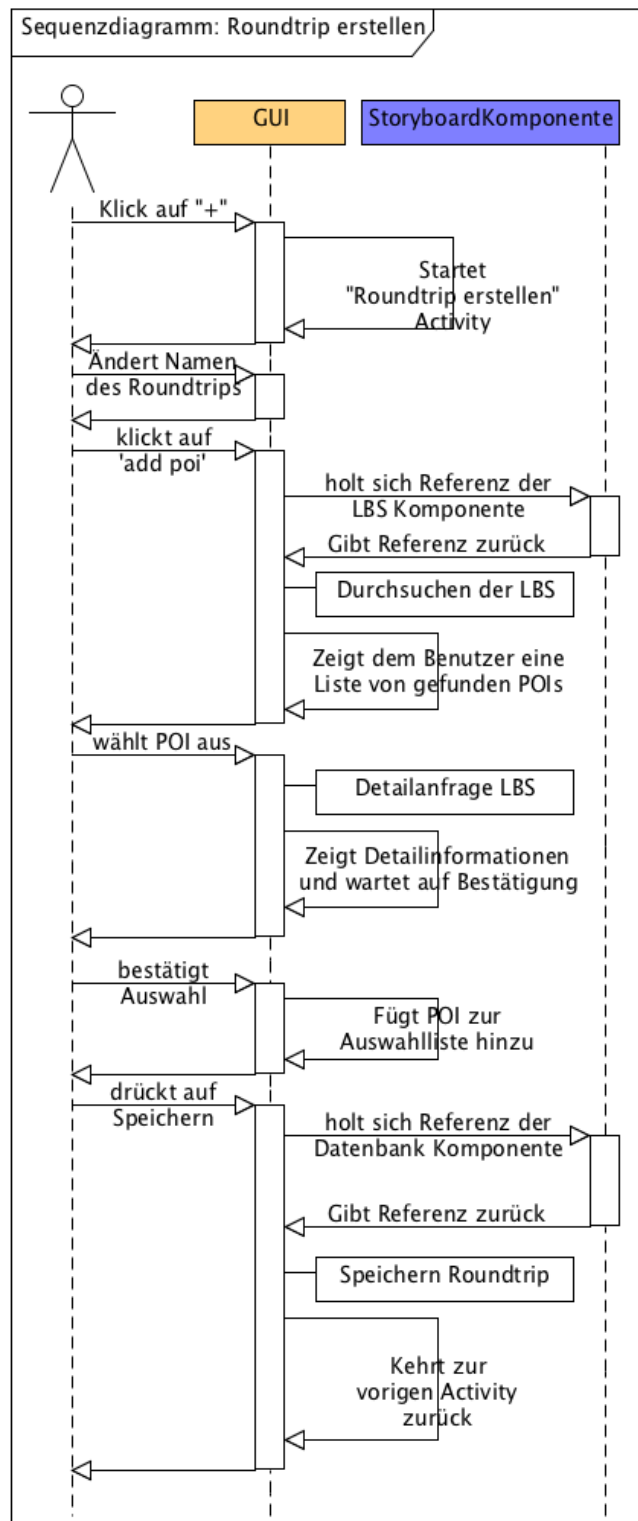 Sequenzdiagramm: Roundtrip erstellen
GUI
StoryboardKomponente
Klick auf "+"
Startet
"Roundtrip erstellen"
Activity
Ändert Namen
des Roundtrips
klickt auf
'add poi'
holt sich Referenz der
LBS Komponente
Gibt Referenz zurück
Durchsuchen der LBS
Zeigt dem Benutzer eine
Liste von gefunden POIs
wählt POI aus
Detailanfrage LBS
Zeigt Detailinformationen
und wartet auf Bestätigung
bestätigt
Auswahl
Fügt POI zur
Auswahlliste hinzu
drückt auf
Speichern
holt sich Referenz der
Datenbank Komponente
Gibt Referenz zurück
Speichern Roundtrip
Kehrt zur
vorigen Activity
zurück